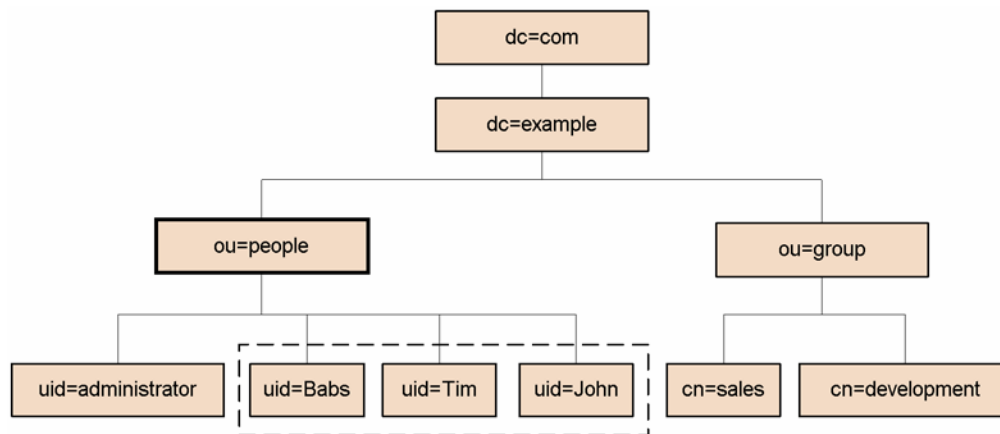 dc=com
dc=example
ou=people
ou=group
uid=administrator
uid=Babs
uid=Tim
uid=John
cn=sales
cn=development